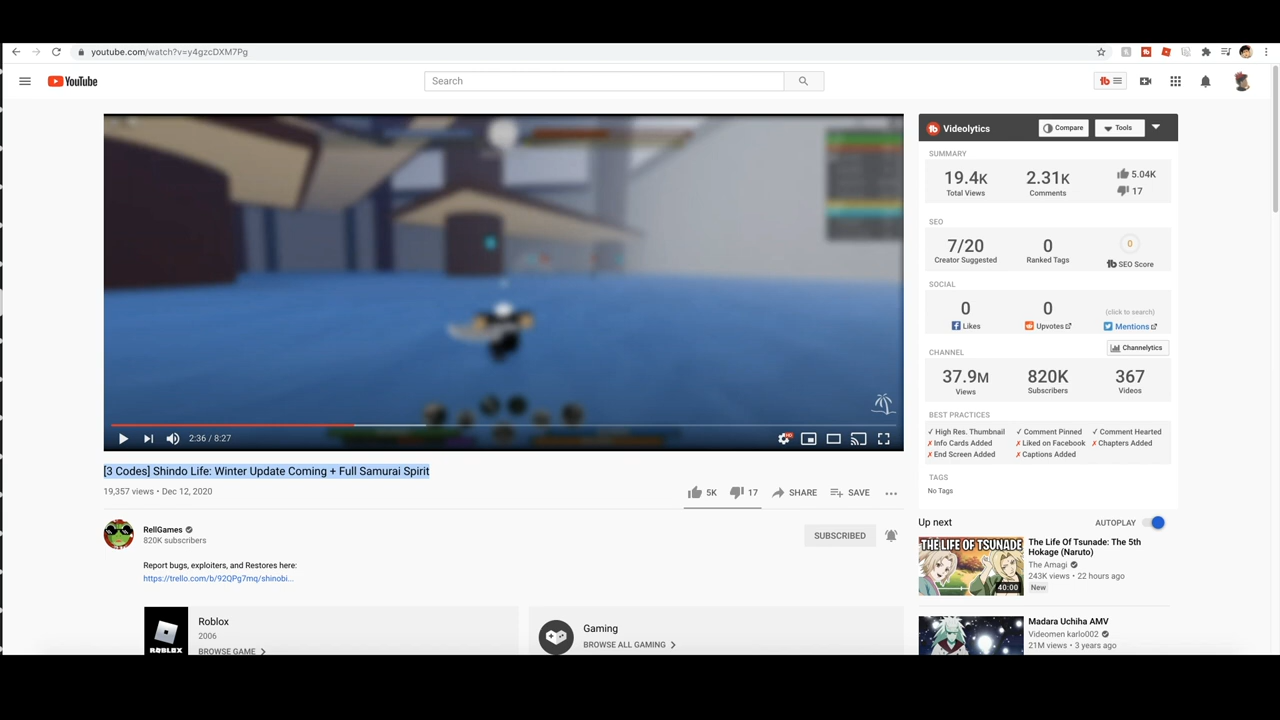 youtube.com/watch?v=y4gzcDXM7Pg
YouTube
Search
2:36 / 8:27
HD
[3 Codes] Shindo Life: Winter Update Coming + Full Samurai Spirit
19,357 views • Dec 12, 2020
5K 17 SHARE SAVE
RellGames
820K subscribers
SUBSCRIBED
Report bugs, exploiters, and Restores here:
https://trello.com/b/92QPg7mq/shinobi...
ROBLOX
Roblox
2006
BROWSE GAME
Gaming
BROWSE ALL GAMING
tb Videolytics Compare Tools
SUMMARY
19.4K 2.31K 5.04K
Total Views Comments 17
SEO
7/20 0 0
Creator Suggested Ranked Tags tb SEO Score
SOCIAL
0 0 (click to search)
Likes Upvotes Mentions
CHANNEL Channelytics
37.9M 820K 367
Views Subscribers Videos
BEST PRACTICES
✓ High Res. Thumbnail ✓ Comment Pinned ✓ Comment Hearted
✗ Info Cards Added ✗ Liked on Facebook ✗ Chapters Added
✗ End Screen Added ✗ Captions Added
TAGS
No Tags
Up next AUTOPLAY
THE LIFE OF TSUNADE
40:00
The Life Of Tsunade: The 5th
Hokage (Naruto)
The Amagi
243K views • 22 hours ago
New
Madara Uchiha AMV
Videomen karlo002
21M views • 3 years ago